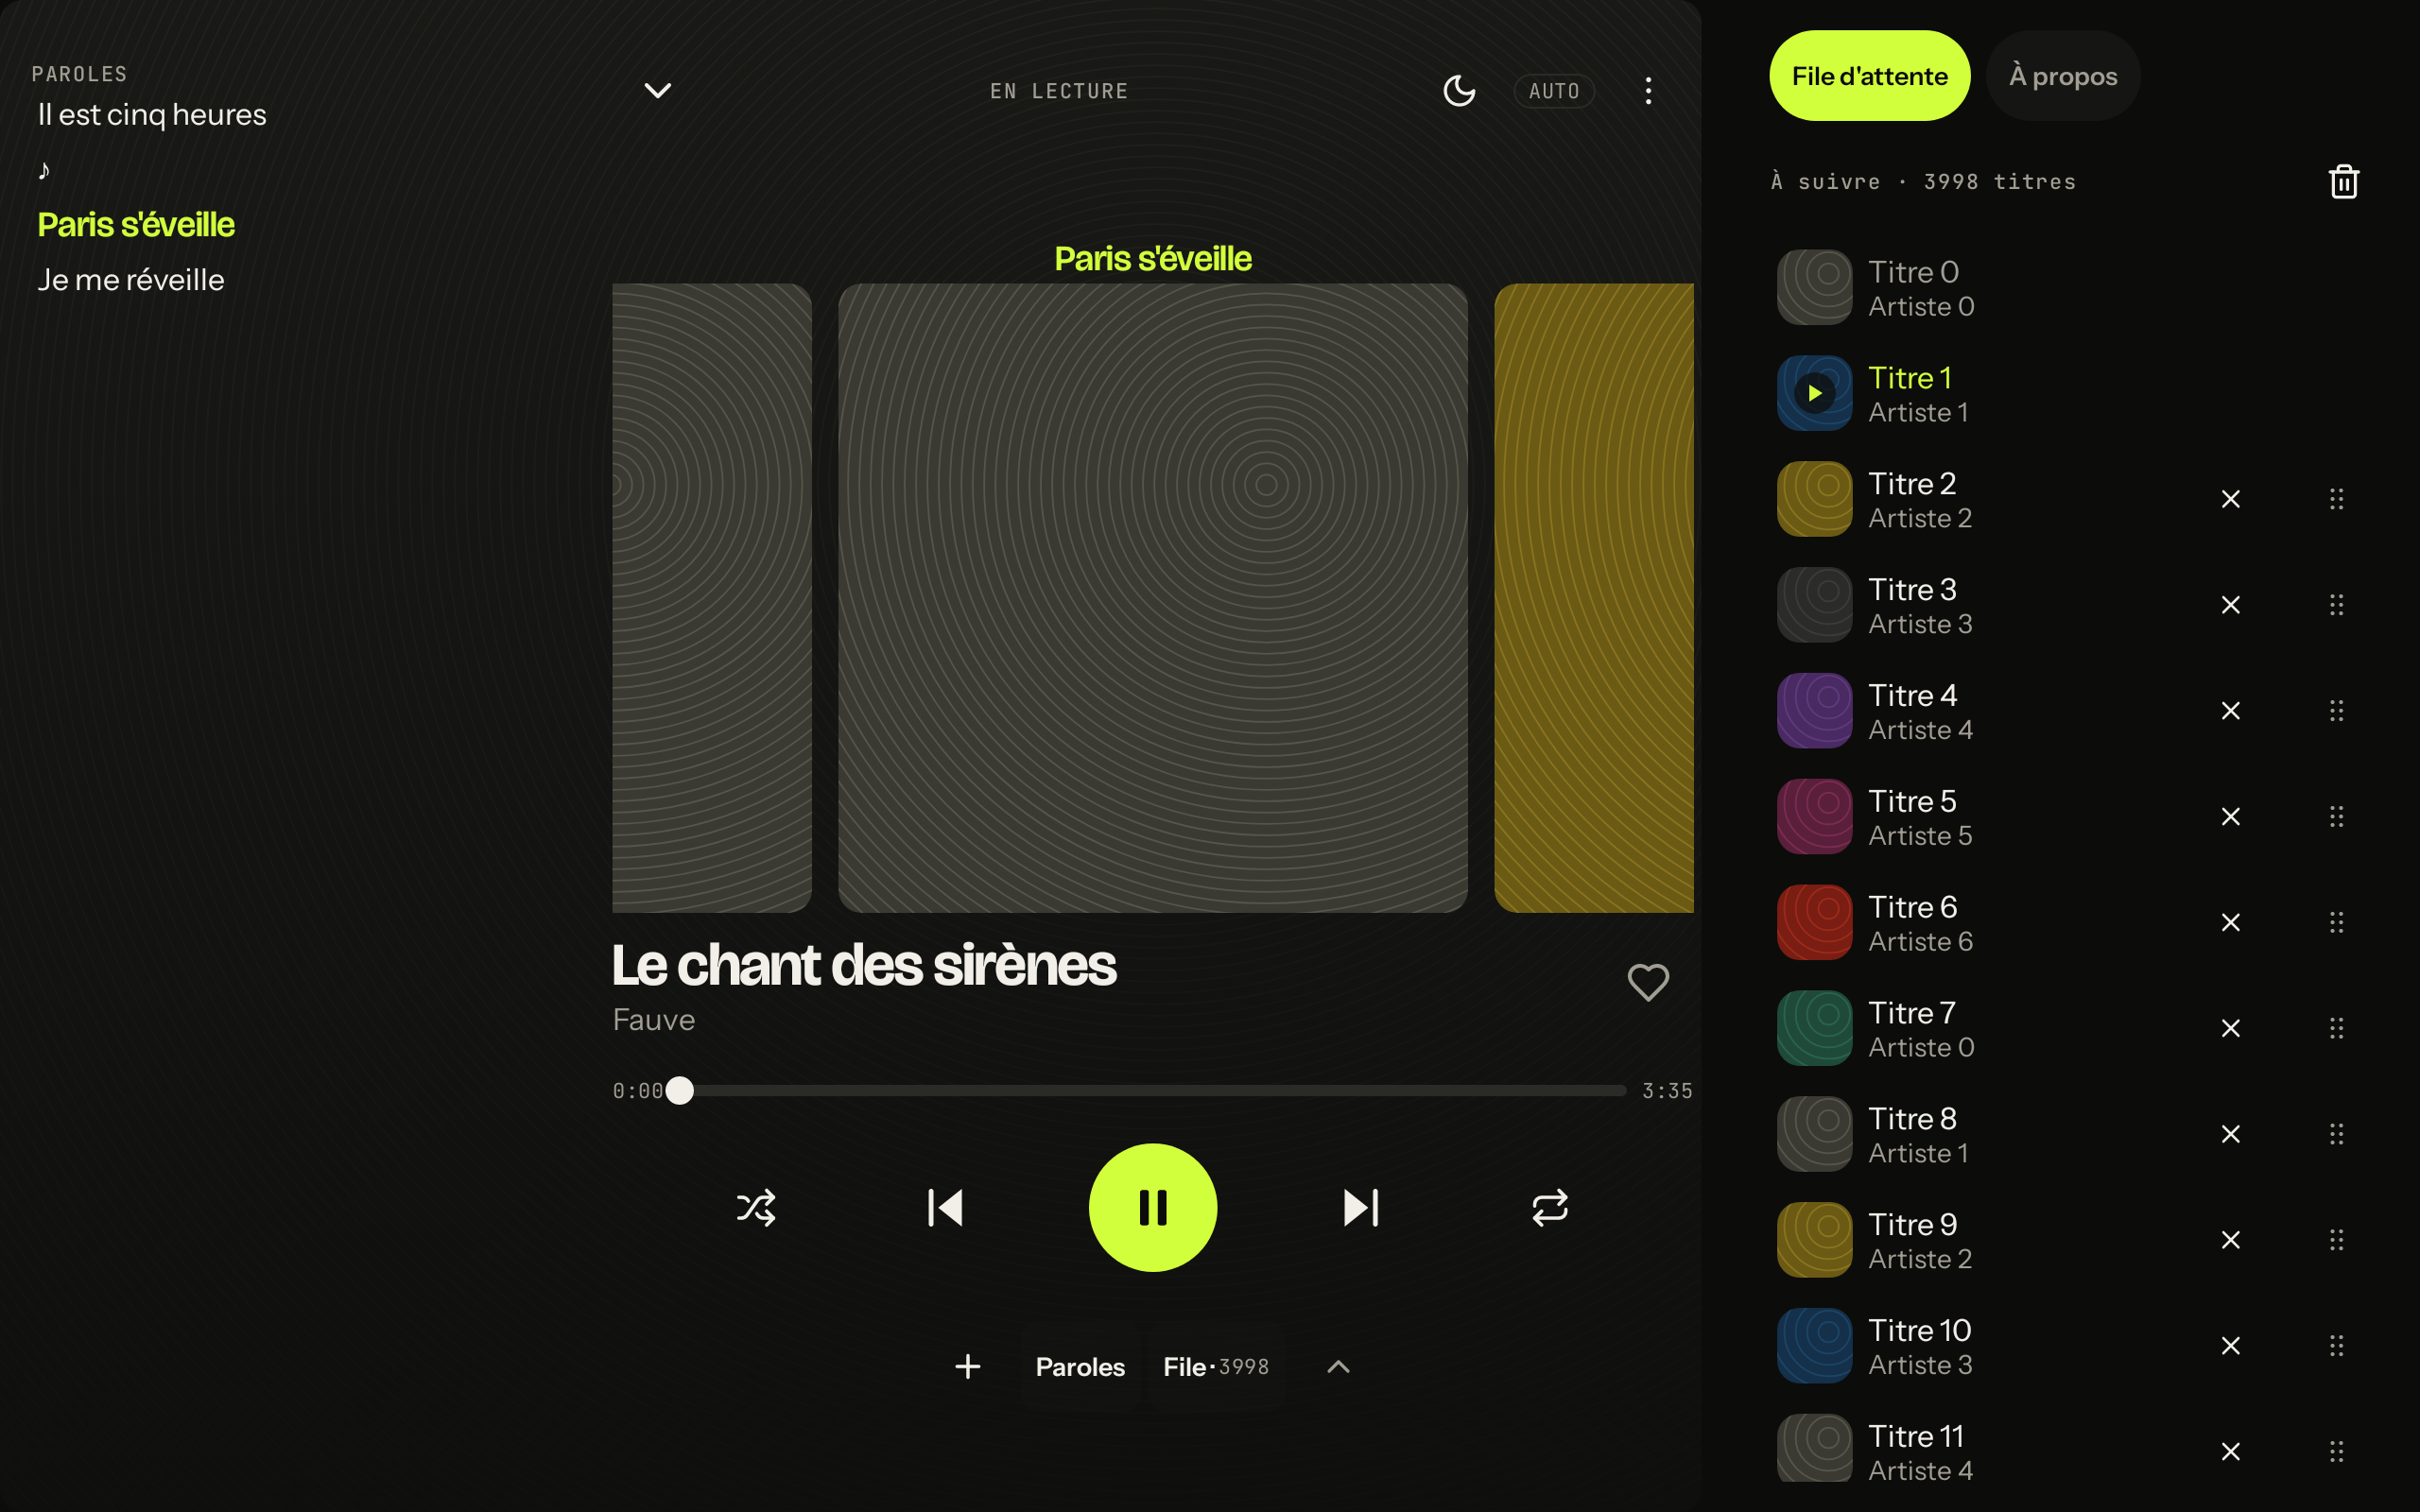 PAROLES
Il est cinq heures
♪
Paris s'éveille
Je me réveille
EN LECTURE
AUTO
Paris s'éveille
Le chant des sirènes
Fauve
0:00
3:35
Paroles
File · 3998
File d'attente
À propos
À suivre · 3998 titres
Titre 0
Artiste 0
Titre 1
Artiste 1
Titre 2
Artiste 2
Titre 3
Artiste 3
Titre 4
Artiste 4
Titre 5
Artiste 5
Titre 6
Artiste 6
Titre 7
Artiste 0
Titre 8
Artiste 1
Titre 9
Artiste 2
Titre 10
Artiste 3
Titre 11
Artiste 4